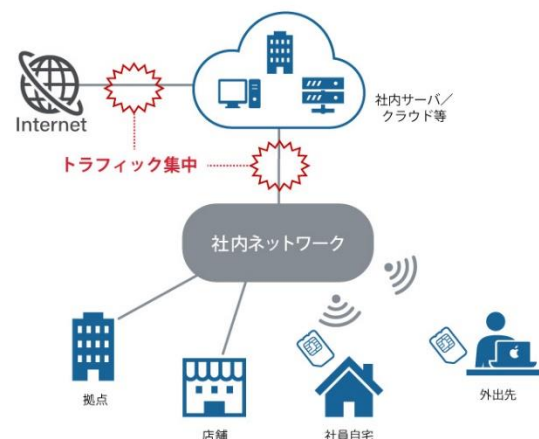 Internet
社内サーバ／
クラウド等
トラフィック集中
社内ネットワーク
拠点
店舗
社員自宅
外出先